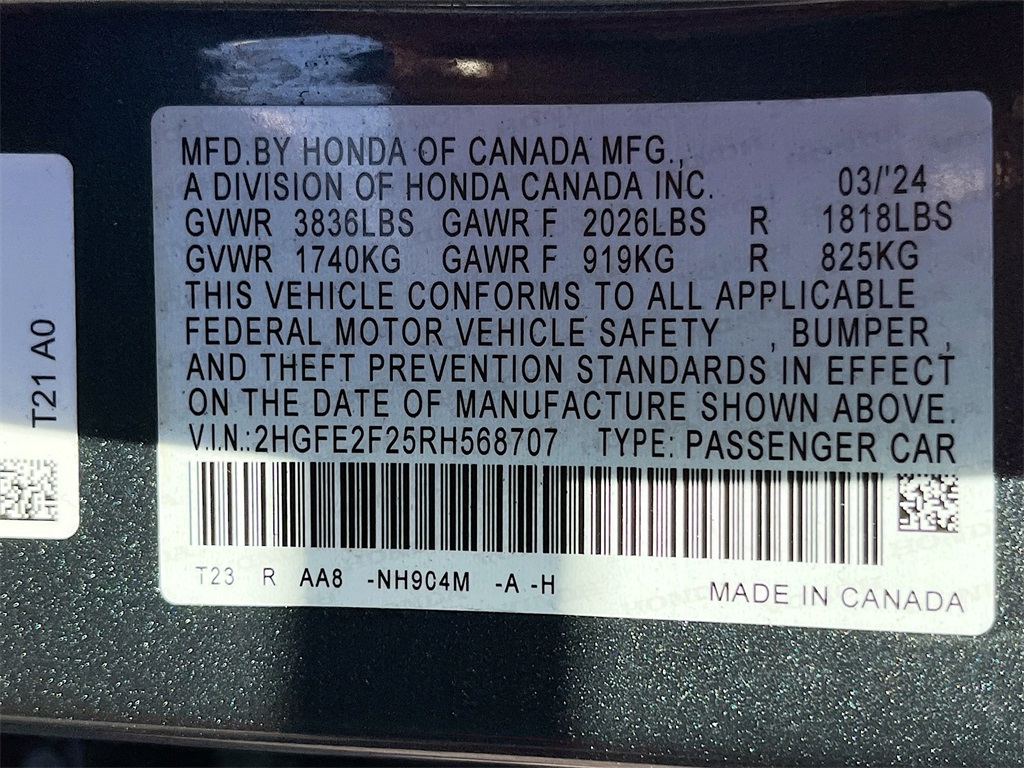 MFD.BY HONDA OF CANADA MFG.,
A DIVISION OF HONDA CANADA INC. 03/'24
GVWR 3836LBS GAWR F 2026LBS R 1818LBS
GVWR 1740KG GAWR F 919KG R 825KG
THIS VEHICLE CONFORMS TO ALL APPLICABLE
FEDERAL MOTOR VEHICLE SAFETY , BUMPER ,
AND THEFT PREVENTION STANDARDS IN EFFECT
ON THE DATE OF MANUFACTURE SHOWN ABOVE.
V.I.N.:2HGFE2F25RH568707 TYPE: PASSENGER CAR
T23 R AA8 -NH904M -A -H
MADE IN CANADA
T21 A0